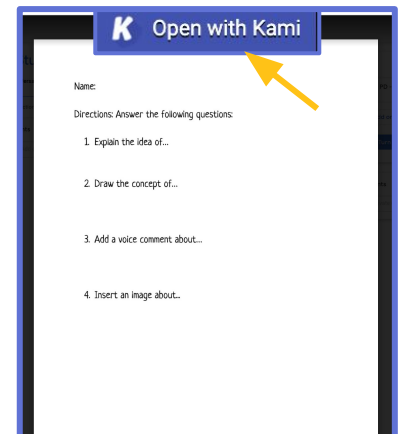 K Open with Kami
Name:
Directions: Answer the following questions:
1. Explain the idea of...
2. Draw the concept of...
3. Add a voice comment about...
4. Insert an image about..